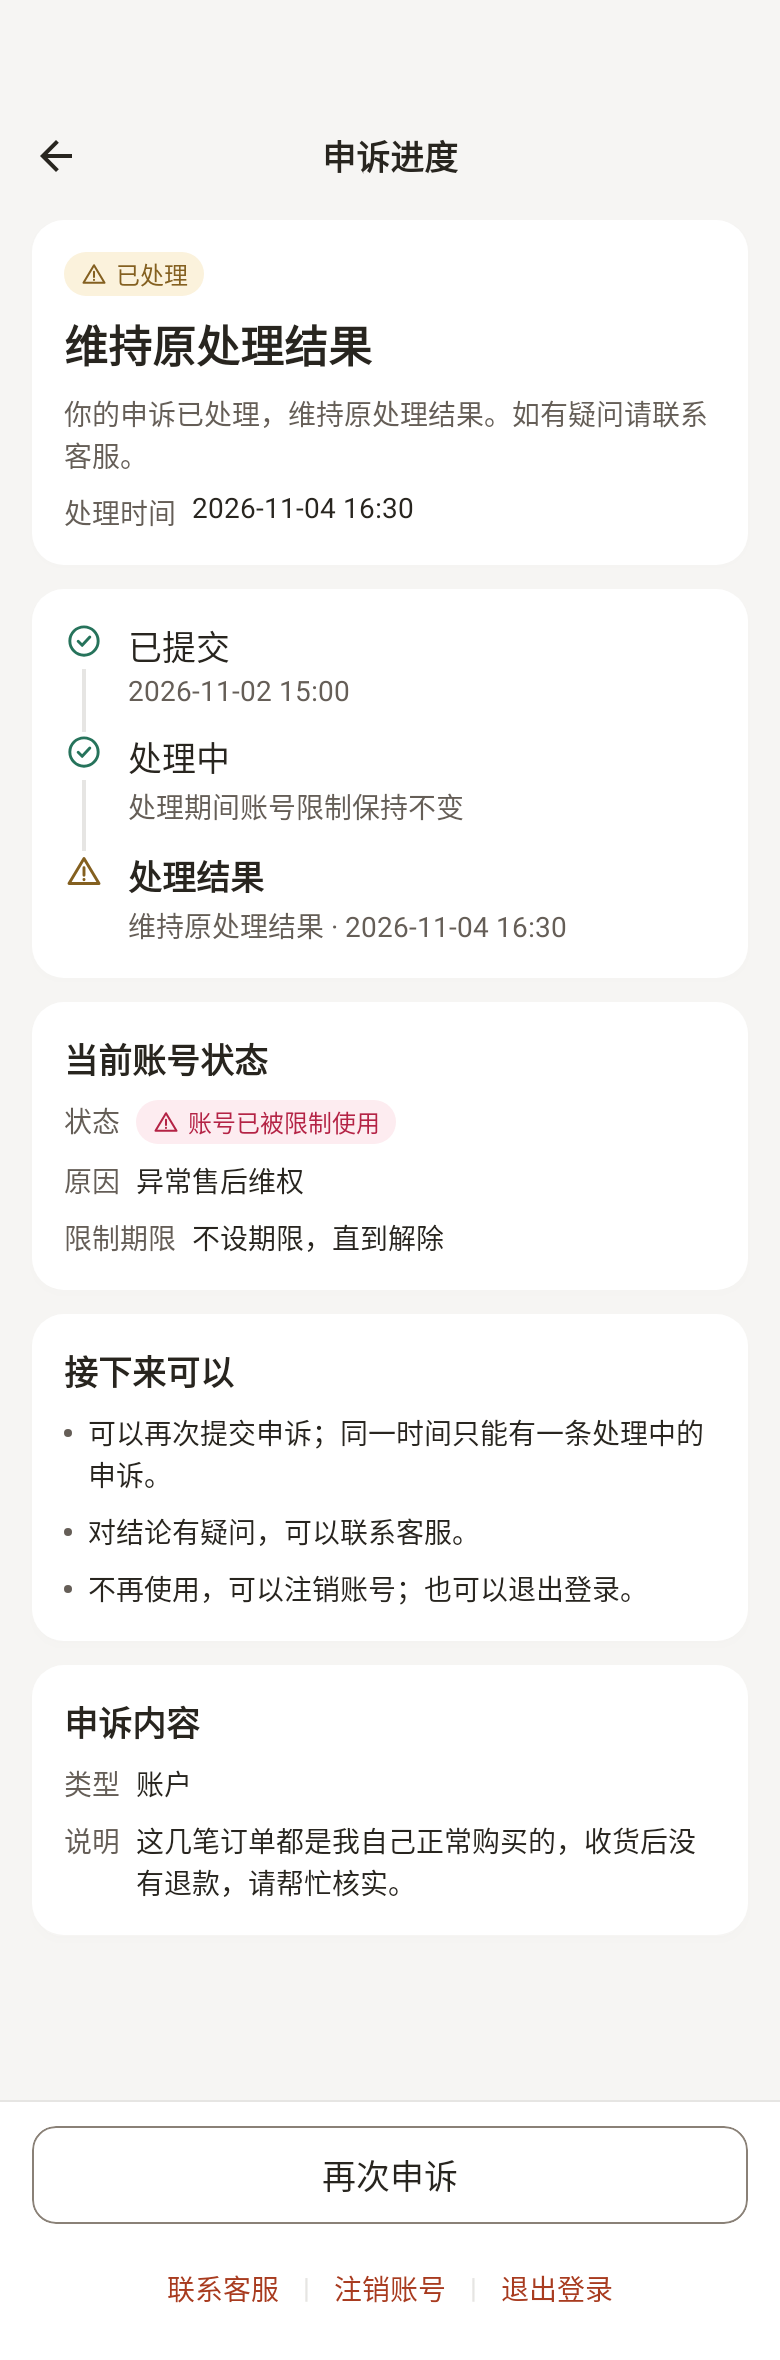 申诉进度
已处理
维持原处理结果
你的申诉已处理，维持原处理结果。如有疑问请联系
客服。
处理时间 2026-11-04 16:30
已提交
2026-11-02 15:00
处理中
处理期间账号限制保持不变
处理结果
维持原处理结果 · 2026-11-04 16:30
当前账号状态
状态 账号已被限制使用
原因 异常售后维权
限制期限 不设期限，直到解除
接下来可以
• 可以再次提交申诉；同一时间只能有一条处理中的
申诉。
• 对结论有疑问，可以联系客服。
• 不再使用，可以注销账号；也可以退出登录。
申诉内容
类型 账户
说明 这几笔订单都是我自己正常购买的，收货后没
有退款，请帮忙核实。
再次申诉
联系客服 | 注销账号 | 退出登录